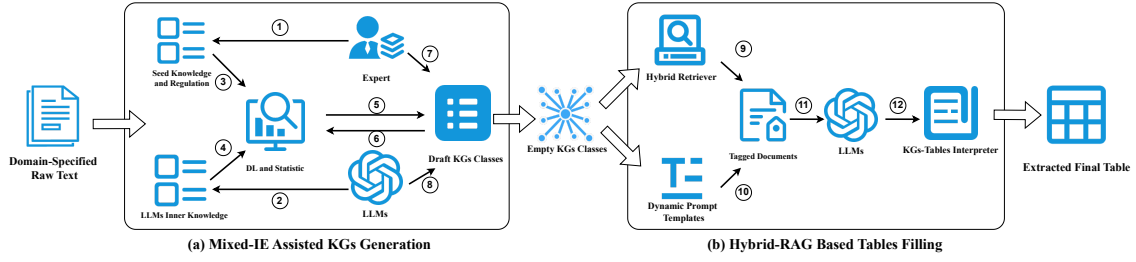 Domain-Specified
Raw Text
1
Seed Knowledge
and Regulation
3
Expert
7
DL and Statistic
5
6
Draft KGs Classes
4
LLMs Inner Knowledge
2
LLMs
8
(a) Mixed-IE Assisted KGs Generation
Empty KGs Classes
Hybrid Retriever
9
Tagged Documents
11
LLMs
12
KGs-Tables Interpreter
Dynamic Prompt
Templates
10
(b) Hybrid-RAG Based Tables Filling
Extracted Final Table